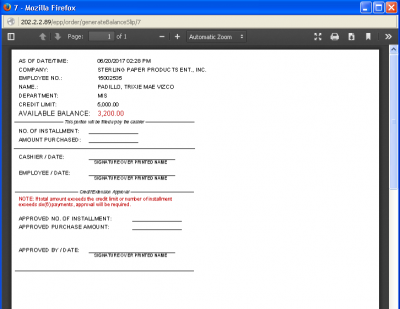 7 - Mozilla Firefox
202.2.2.89/epp/order/generateBalanceSlip/7
Page: 1 of 1 Automatic Zoom
AS OF DATE/TIME: 06/20/2017 02:28 PM
COMPANY: STERLING PAPER PRODUCTS ENT., INC.
EMPLOYEE NO.: 15002535
NAME.: PADILLO, TRIXIE MAE VIZCO
DEPARTMENT: MIS
CREDIT LIMIT: 5,000.00
AVAILABLE BALANCE: 3,200.00
This portion will be filled up by the cashier
NO. OF INSTALLMENT:
AMOUNT PURCHASED:
CASHIER / DATE:
SIGNATURE OVER PRINTED NAME
EMPLOYEE / DATE:
SIGNATURE OVER PRINTED NAME
Credit Extension Approval
NOTE: If total amount exceeds the credit limit or number of installment
exceeds six(6) payments, approval will be required.
APPROVED NO. OF INSTALLMENT:
APPROVED PURCHASE AMOUNT:
APPROVED BY / DATE:
SIGNATURE OVER PRINTED NAME